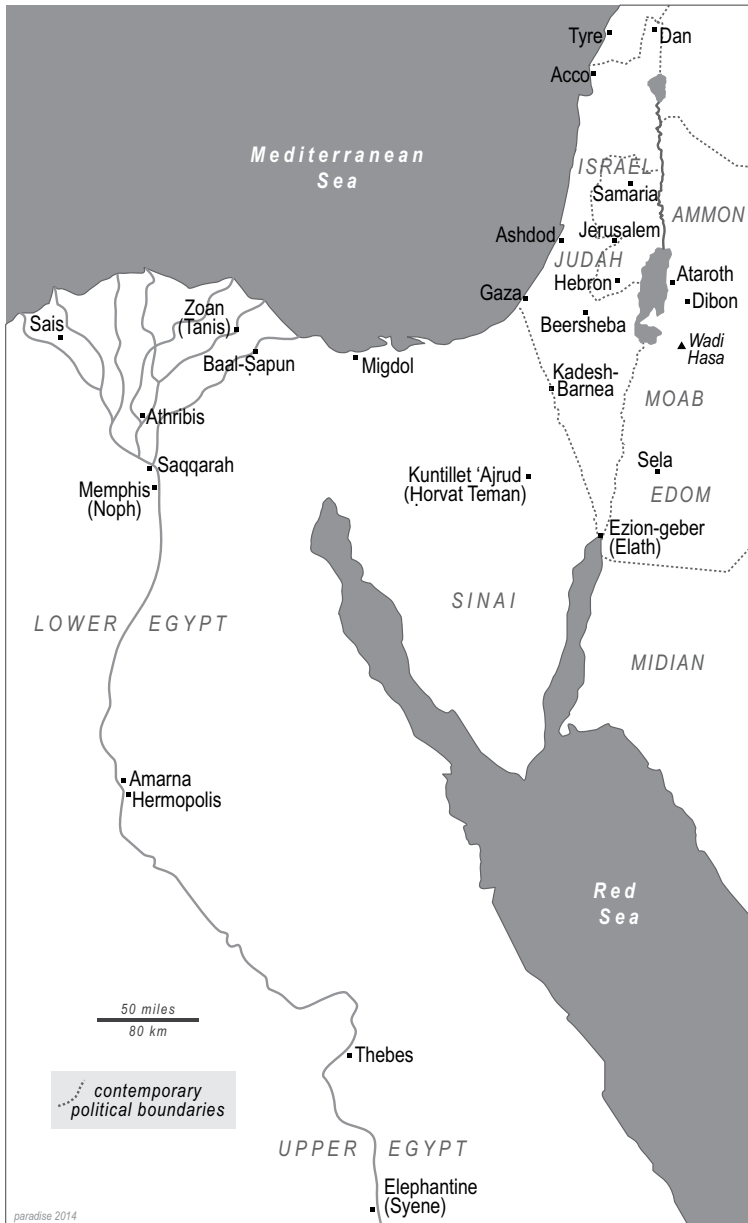 Tyre
Dan
Acco
Mediterranean
Sea
ISRAEL
Samaria
AMMON
Ashdod
Jerusalem
JUDAH
Hebron
Ataroth
Gaza
Dibon
Zoan
(Tanis)
Sais
Beersheba
Wadi
Hasa
Baal-Ṣapun
Migdol
Kadesh-
Barnea
MOAB
Athribis
Saqqarah
Memphis
(Noph)
Kuntillet ‘Ajrud
(Ḥorvat Teman)
Sela
EDOM
Ezion-geber
(Elath)
SINAI
LOWER EGYPT
MIDIAN
Amarna
Hermopolis
Red
Sea
50 miles
80 km
Thebes
contemporary
political boundaries
UPPER EGYPT
Elephantine
(Syene)
paradise 2014